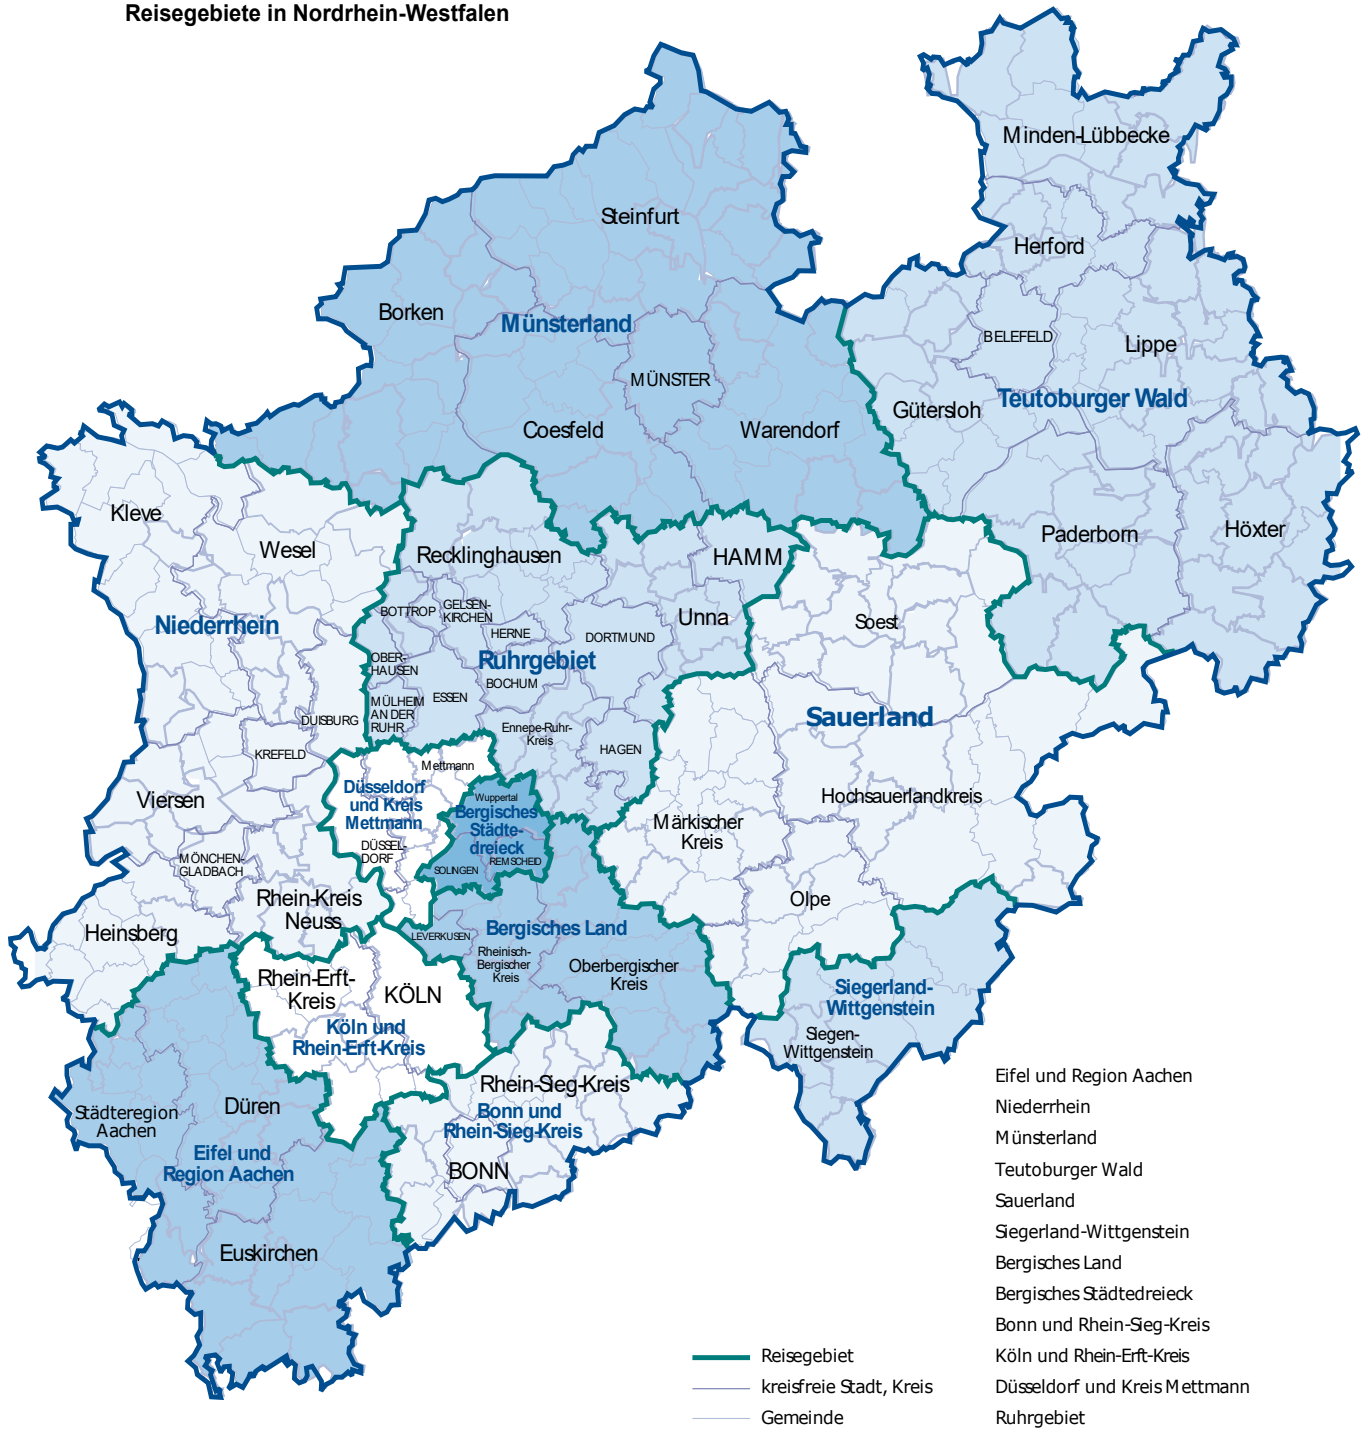 Reisegebiete in Nordrhein-Westfalen
Minden-Lübbecke
Steinfurt
Herford
Borken
Münsterland
BELEFELD
Lippe
MÜNSTER
Teutoburger Wald
Gütersloh
Coesfeld
Warendorf
Kleve
Wesel
Paderborn
Höxter
Recklinghausen
HAMM
BOTTROP
GELSEN-
KIRCHEN
Niederrhein
HERNE
DORTMUND
Unna
Soest
OBER-
HAUSEN
Ruhrgebiet
BOCHUM
ESSEN
MÜLHEIM
AN DER
RUHR
DUISBURG
Sauerland
Ennepe-Ruhr-
Kreis
HAGEN
KREFELD
Mettmann
Düsseldorf
und Kreis
Mettmann
Viersen
Wuppertal
Bergisches
Städte-
dreieck
Hochsauerlandkreis
Märkischer
Kreis
DÜSSEL-
DORF
MÖNCHEN-
GLADBACH
SOLINGEN
REMSCHEID
Rhein-Kreis
Neuss
Olpe
Heinsberg
LEVERKUSEN
Bergisches Land
Rheinisch-
Bergischer
Kreis
Oberbergischer
Kreis
Rhein-Erft-
Kreis
KÖLN
Siegerland-
Wittgenstein
Köln und
Rhein-Erft-Kreis
Siegen-
Wittgenstein
Rhein-Sieg-Kreis
Städteregion
Aachen
Düren
Bonn und
Rhein-Sieg-Kreis
Eifel und
Region Aachen
BONN
Euskirchen
Eifel und Region Aachen
Niederrhein
Münsterland
Teutoburger Wald
Sauerland
Siegerland-Wittgenstein
Bergisches Land
Bergisches Städtedreieck
Bonn und Rhein-Sieg-Kreis
Köln und Rhein-Erft-Kreis
Düsseldorf und Kreis Mettmann
Ruhrgebiet
Reisegebiet
kreisfreie Stadt, Kreis
Gemeinde